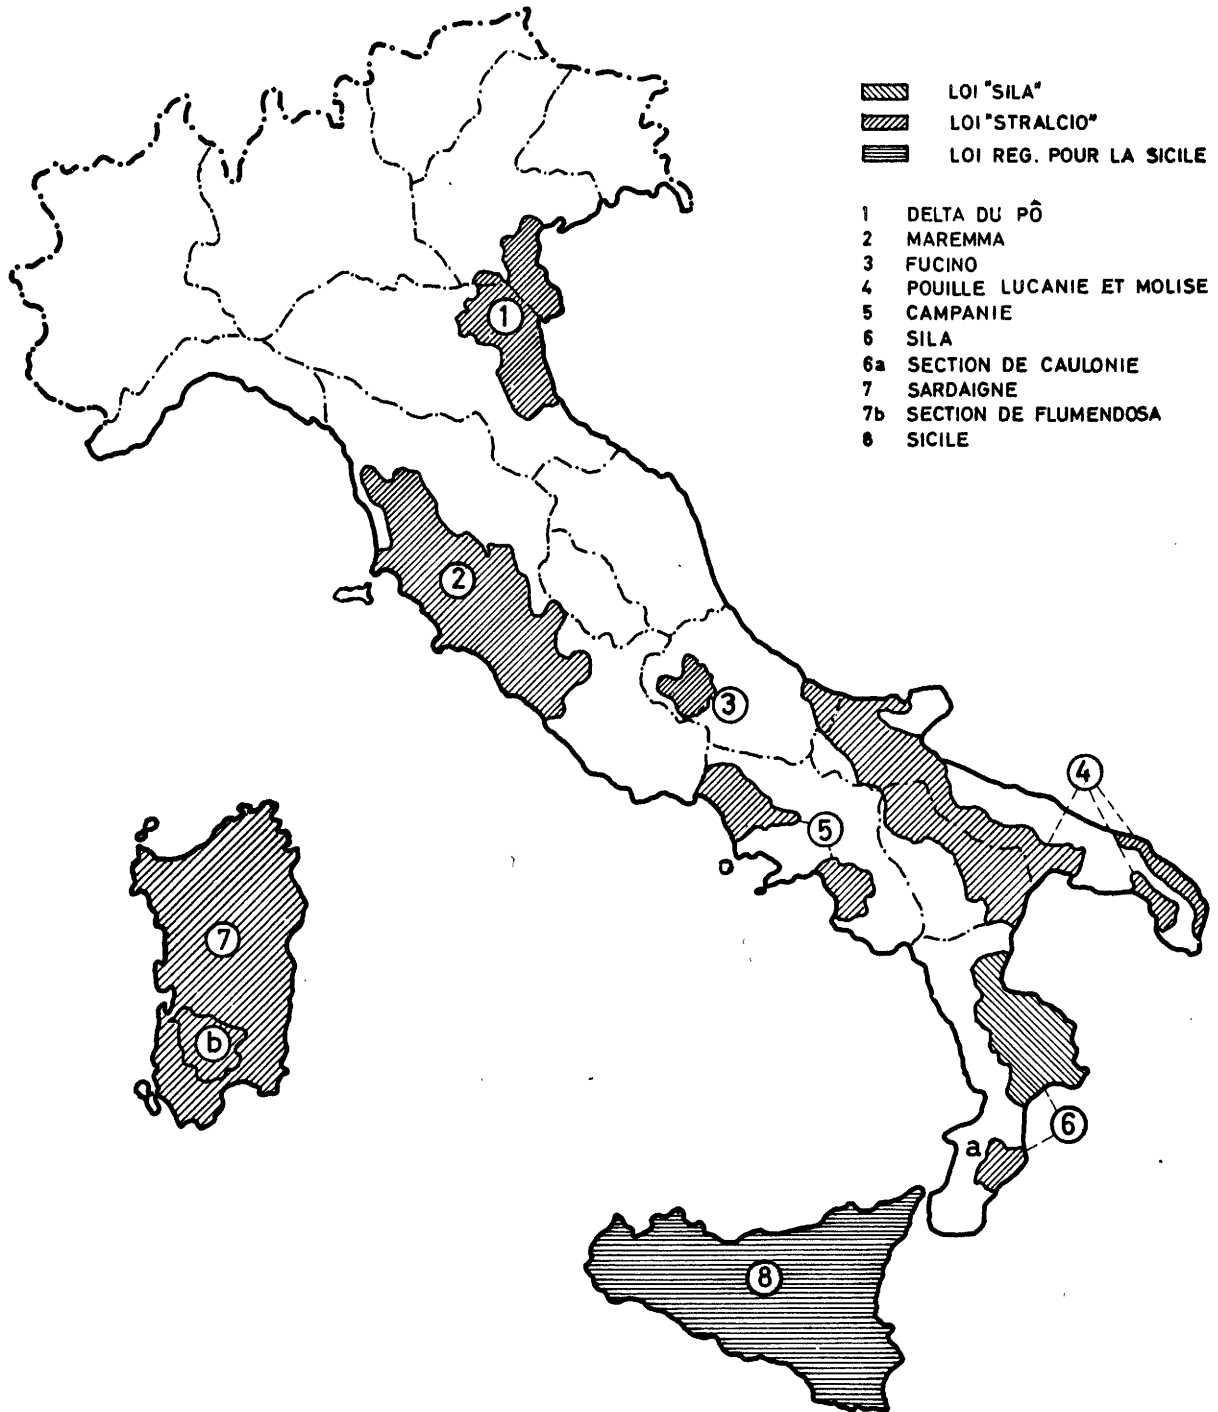 LOI "SILA"
LOI "STRALCIO"
LOI REG. POUR LA SICILE
1 DELTA DU PÔ
2 MAREMMA
3 FUCINO
4 POUILLE LUCANIE ET MOLISE
5 CAMPANIE
6 SILA
6a SECTION DE CAULONIE
7 SARDAIGNE
7b SECTION DE FLUMENDOSA
8 SICILE
1
2
3
4
5
7
b
6
a
8